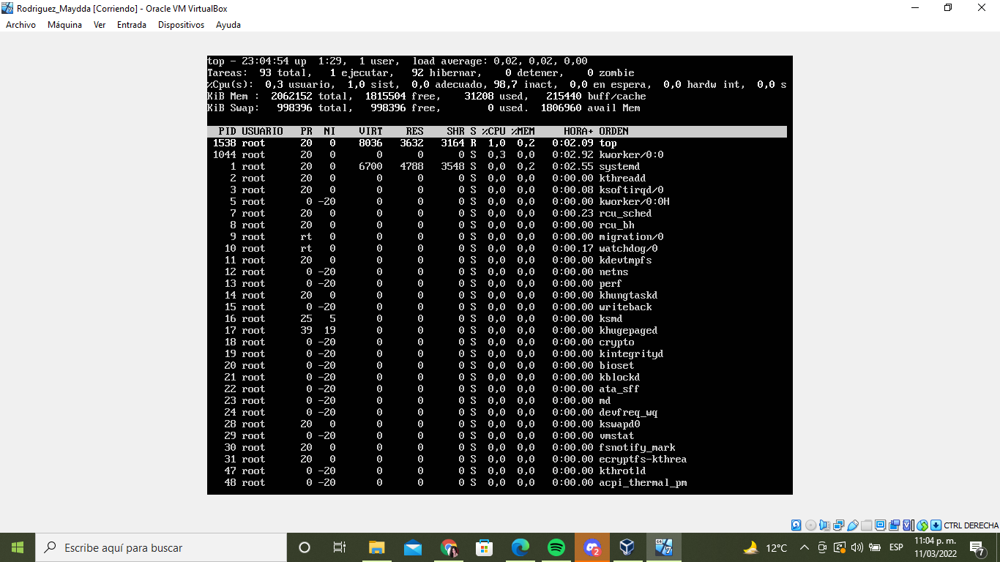 Rodriguez_Maydda [Corriendo] - Oracle VM VirtualBox
Archivo Máquina Ver Entrada Dispositivos Ayuda
top - 23:04:54 up  1:29,  1 user,  load average: 0,02, 0,02, 0,00
Tareas:  93 total,   1 ejecutar,   92 hibernar,    0 detener,    0 zombie
%Cpu(s):  0,3 usuario,  1,0 sist,  0,0 adecuado, 98,7 inact,  0,0 en espera,  0,0 hardw int,  0,0 s
KiB Mem :  2062152 total,  1815504 free,    31208 used,   215440 buff/cache
KiB Swap:   998396 total,   998396 free,        0 used.  1806960 avail Mem
PID USUARIO PR NI VIRT RES SHR S %CPU %MEM HORA+ ORDEN
1538 root 20 0 8036 3632 3164 R 1,0 0,2 0:02.09 top
1044 root 20 0 0 0 0 S 0,3 0,0 0:02.92 kworker/0:0
1 root 20 0 6700 4788 3548 S 0,0 0,2 0:02.55 systemd
2 root 20 0 0 0 0 S 0,0 0,0 0:00.00 kthreadd
3 root 20 0 0 0 0 S 0,0 0,0 0:00.08 ksoftirqd/0
5 root 0 -20 0 0 0 S 0,0 0,0 0:00.00 kworker/0:0H
7 root 20 0 0 0 0 S 0,0 0,0 0:00.23 rcu_sched
8 root 20 0 0 0 0 S 0,0 0,0 0:00.00 rcu_bh
9 root rt 0 0 0 0 S 0,0 0,0 0:00.00 migration/0
10 root rt 0 0 0 0 S 0,0 0,0 0:00.17 watchdog/0
11 root 20 0 0 0 0 S 0,0 0,0 0:00.00 kdevtmpfs
12 root 0 -20 0 0 0 S 0,0 0,0 0:00.00 netns
13 root 0 -20 0 0 0 S 0,0 0,0 0:00.00 perf
14 root 20 0 0 0 0 S 0,0 0,0 0:00.00 khungtaskd
15 root 0 -20 0 0 0 S 0,0 0,0 0:00.00 writeback
16 root 25 5 0 0 0 S 0,0 0,0 0:00.00 ksmd
17 root 39 19 0 0 0 S 0,0 0,0 0:00.00 khugepaged
18 root 0 -20 0 0 0 S 0,0 0,0 0:00.00 crypto
19 root 0 -20 0 0 0 S 0,0 0,0 0:00.00 kintegrityd
20 root 0 -20 0 0 0 S 0,0 0,0 0:00.00 bioset
21 root 0 -20 0 0 0 S 0,0 0,0 0:00.00 kblockd
22 root 0 -20 0 0 0 S 0,0 0,0 0:00.00 ata_sff
23 root 0 -20 0 0 0 S 0,0 0,0 0:00.00 md
24 root 0 -20 0 0 0 S 0,0 0,0 0:00.00 devfreq_wq
28 root 20 0 0 0 0 S 0,0 0,0 0:00.00 kswapd0
29 root 0 -20 0 0 0 S 0,0 0,0 0:00.00 vmstat
30 root 20 0 0 0 0 S 0,0 0,0 0:00.00 fsnotify_mark
31 root 20 0 0 0 0 S 0,0 0,0 0:00.00 ecryptfs-kthrea
47 root 0 -20 0 0 0 S 0,0 0,0 0:00.00 kthrotld
48 root 0 -20 0 0 0 S 0,0 0,0 0:00.00 acpi_thermal_pm
CTRL DERECHA
Escribe aquí para buscar
2
64
7
12°C
ESP
11:04 p. m.
11/03/2022
7